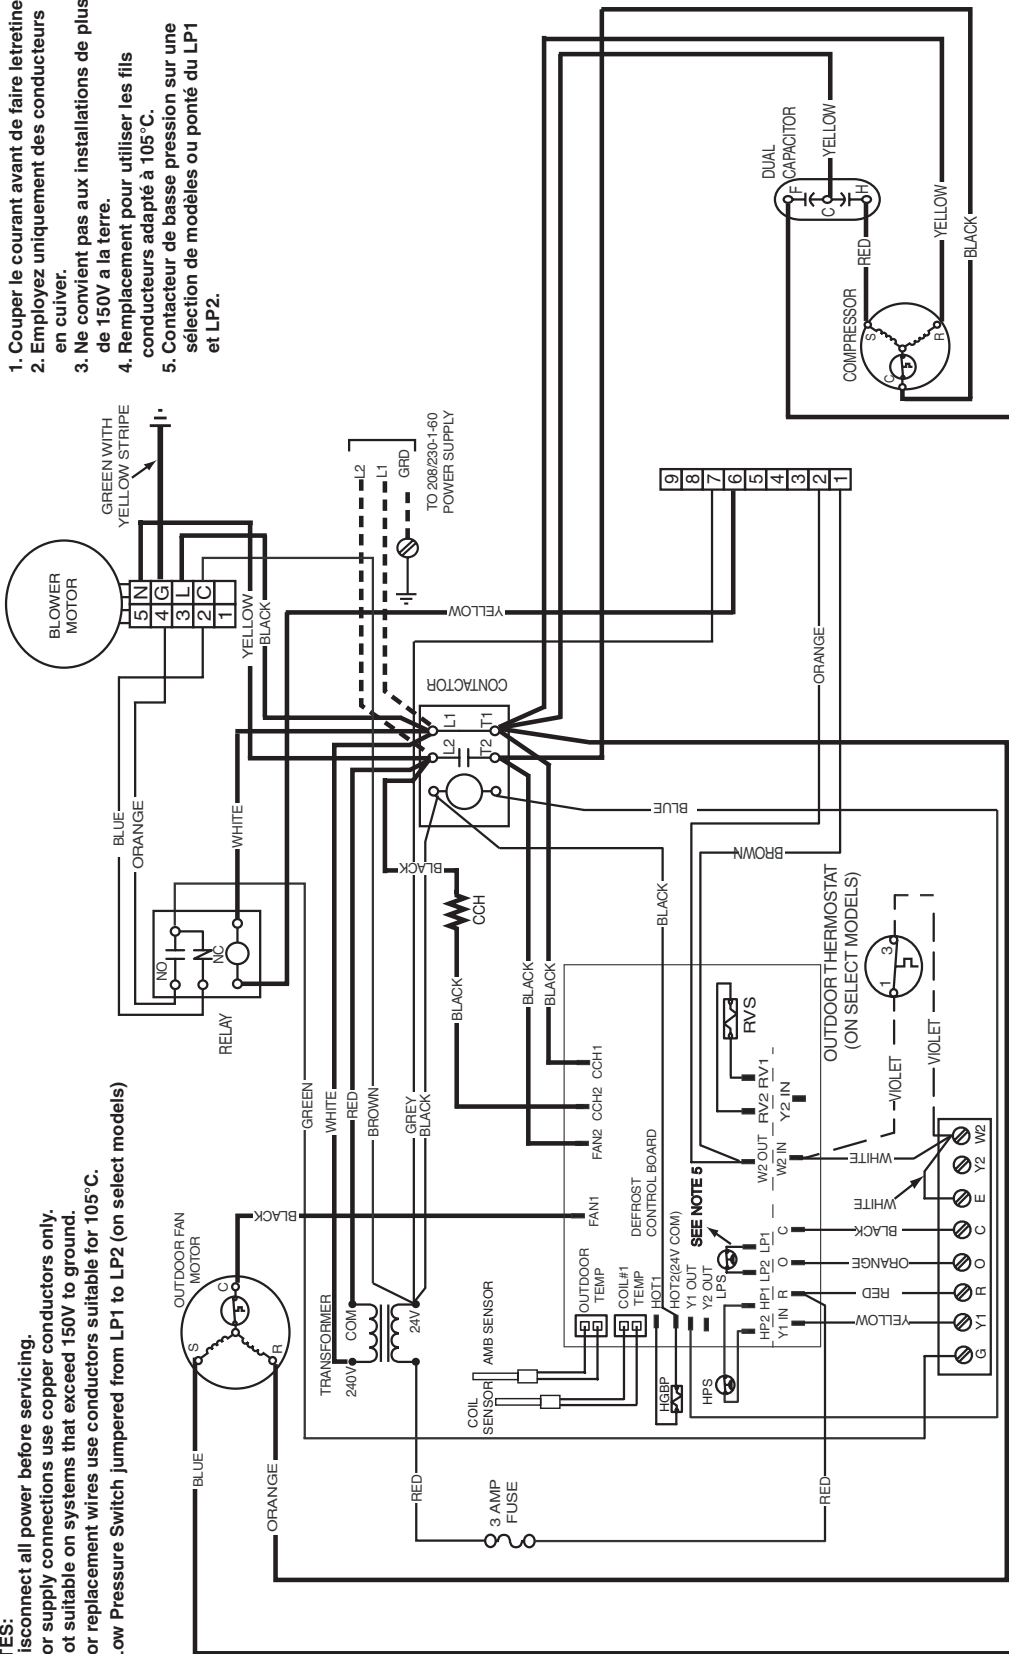 TES:
isconnect all power before servicing.
or supply connections use copper conductors only.
ot suitable on systems that exceed 150V to ground.
or replacement wires use conductors suitable for 105°C.
ow Pressure Switch jumpered from LP1 to LP2 (on select models)
1. Couper le courant avant de faire letretine
2. Employez uniquement des conducteurs
en cuiver.
3. Ne convient pas aux installations de plus
de 150V a la terre.
4. Remplacement pour utiliser les fils
conducteurs adapté à 105°C.
5. Contacteur de basse pression sur une
sélection de modèles ou ponté du LP1
et LP2.
BLOWER
MOTOR
5 N
4 G
3 L
2 C
1
GREEN WITH
YELLOW STRIPE
L2
L1
GRD
TO 208/230-1-60
POWER SUPPLY
YELLOW
BLACK
YELLOW
BLUE
ORANGE
WHITE
NO
NC
RELAY
CONTACTOR
L2
L1
T2
T1
BLACK
CCH
BLACK
BLACK
BLACK
BLACK
BLUE
BROWN
ORANGE
9
8
7
6
5
4
3
2
1
DUAL
CAPACITOR
F
C
H
YELLOW
RED
YELLOW
BLACK
COMPRESSOR
S
C
R
GREEN
WHITE
RED
BROWN
GREY
BLACK
OUTDOOR FAN
MOTOR
S
C
R
BLACK
BLUE
ORANGE
TRANSFORMER
240V
COM
24V
RED
3 AMP
FUSE
RED
AMB SENSOR
COIL
SENSOR
FAN1
FAN2
CCH2
CCH1
DEFROST
CONTROL BOARD
OUTDOOR
TEMP
COIL#1
TEMP
HOT1
HOT2(24V COM)
Y1 OUT
Y2 OUT
SEE NOTE 5
HGBP
HPS
LPS
HP2
HP1
LP2
LP1
Y1 IN
R
O
C
W2 OUT
W2 IN
RV2
RV1
Y2 IN
RVS
OUTDOOR THERMOSTAT
(ON SELECT MODELS)
1
3
VIOLET
VIOLET
WHITE
WHITE
BLACK
ORANGE
RED
YELLOW
G
Y1
R
O
C
E
Y2
W2